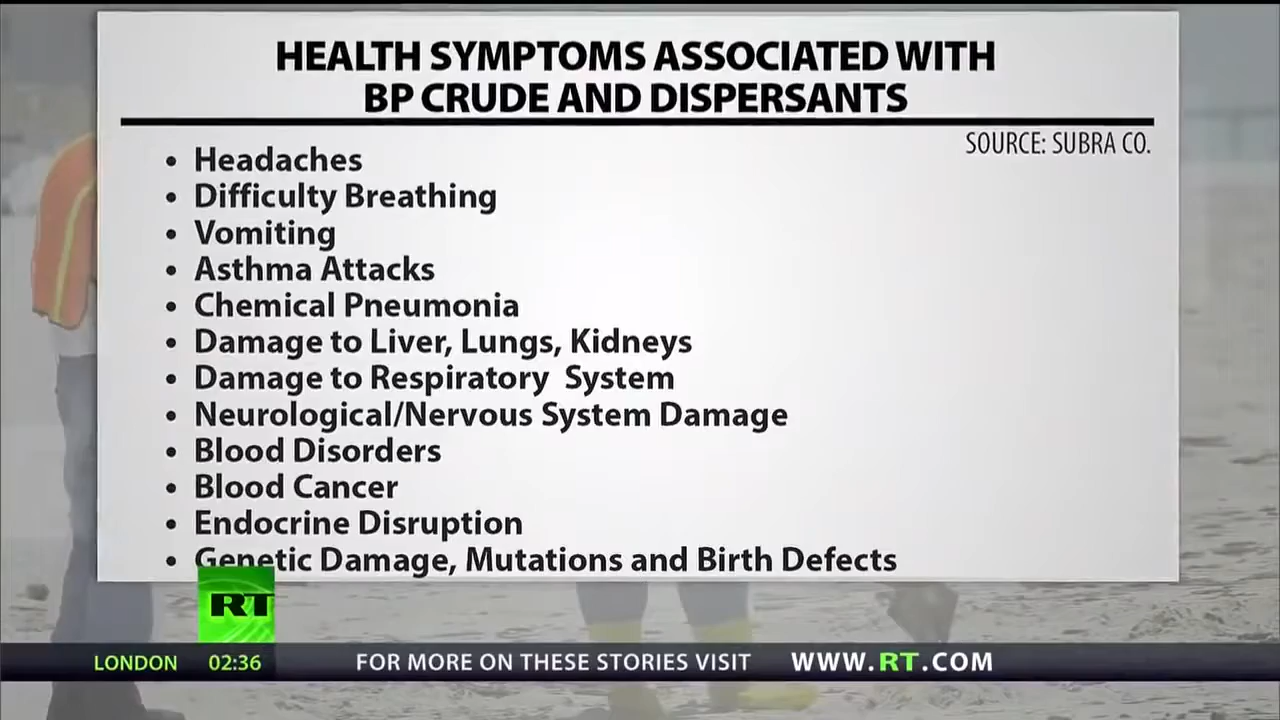 HEALTH SYMPTOMS ASSOCIATED WITH
BP CRUDE AND DISPERSANTS
SOURCE: SUBRA CO.
• Headaches
• Difficulty Breathing
• Vomiting
• Asthma Attacks
• Chemical Pneumonia
• Damage to Liver, Lungs, Kidneys
• Damage to Respiratory System
• Neurological/Nervous System Damage
• Blood Disorders
• Blood Cancer
• Endocrine Disruption
• Genetic Damage, Mutations and Birth Defects
RT
LONDON 02:36 FOR MORE ON THESE STORIES VISIT WWW.RT.COM